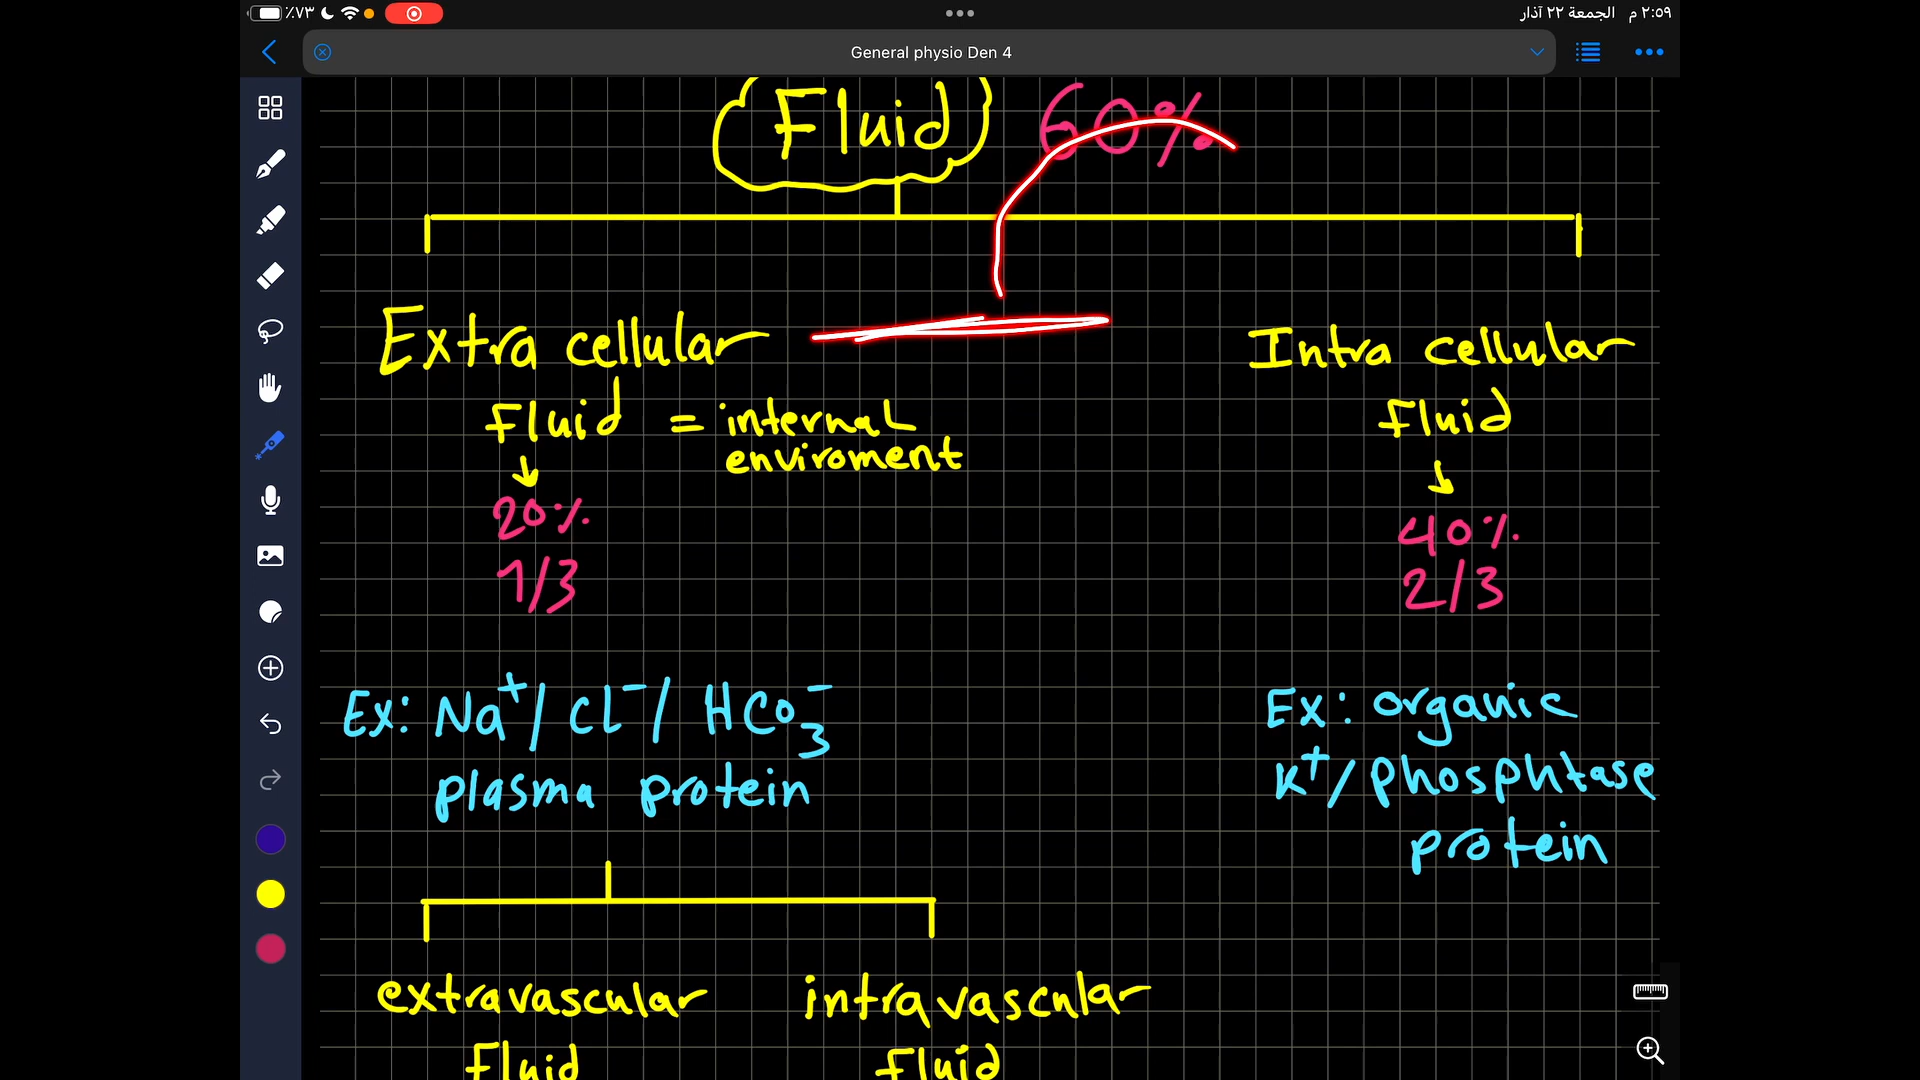 ٪٧٣
٢:٥٩ م الجمعة ٢٢ آذار
General physio Den 4
Fluid 60%
Extra cellular
Fluid = internal
enviroment
20%
1/3
Intra cellular
Fluid
40%
2/3
Ex: Na⁺/ CL⁻/ HCO₃⁻
plasma protein
Ex: organic
K⁺/ phosphtase
protein
extravascular
Fluid
intravascular
Fluid